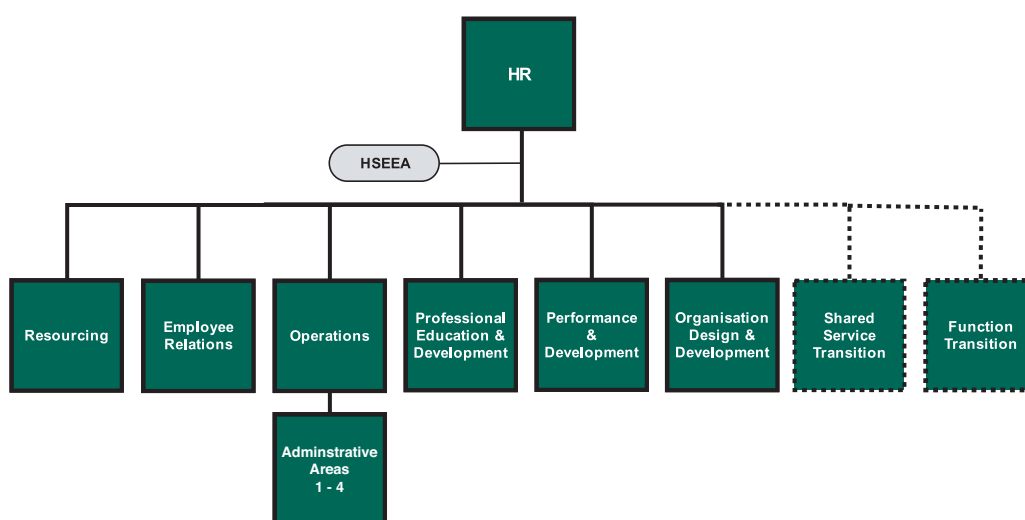 HR
HSEEA
Resourcing
Employee
Relations
Operations
Professional
Education &
Development
Performance
&
Development
Organisation
Design &
Development
Shared
Service
Transition
Function
Transition
Adminstrative
Areas
1 - 4